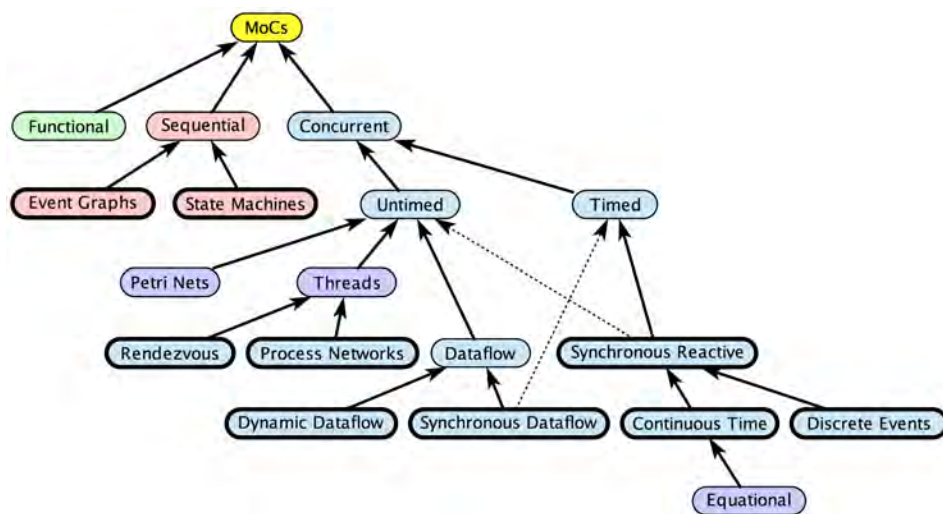 MoCs
Functional
Sequential
Concurrent
Event Graphs
State Machines
Untimed
Timed
Petri Nets
Threads
Rendezvous
Process Networks
Dataflow
Synchronous Reactive
Dynamic Dataflow
Synchronous Dataflow
Continuous Time
Discrete Events
Equational